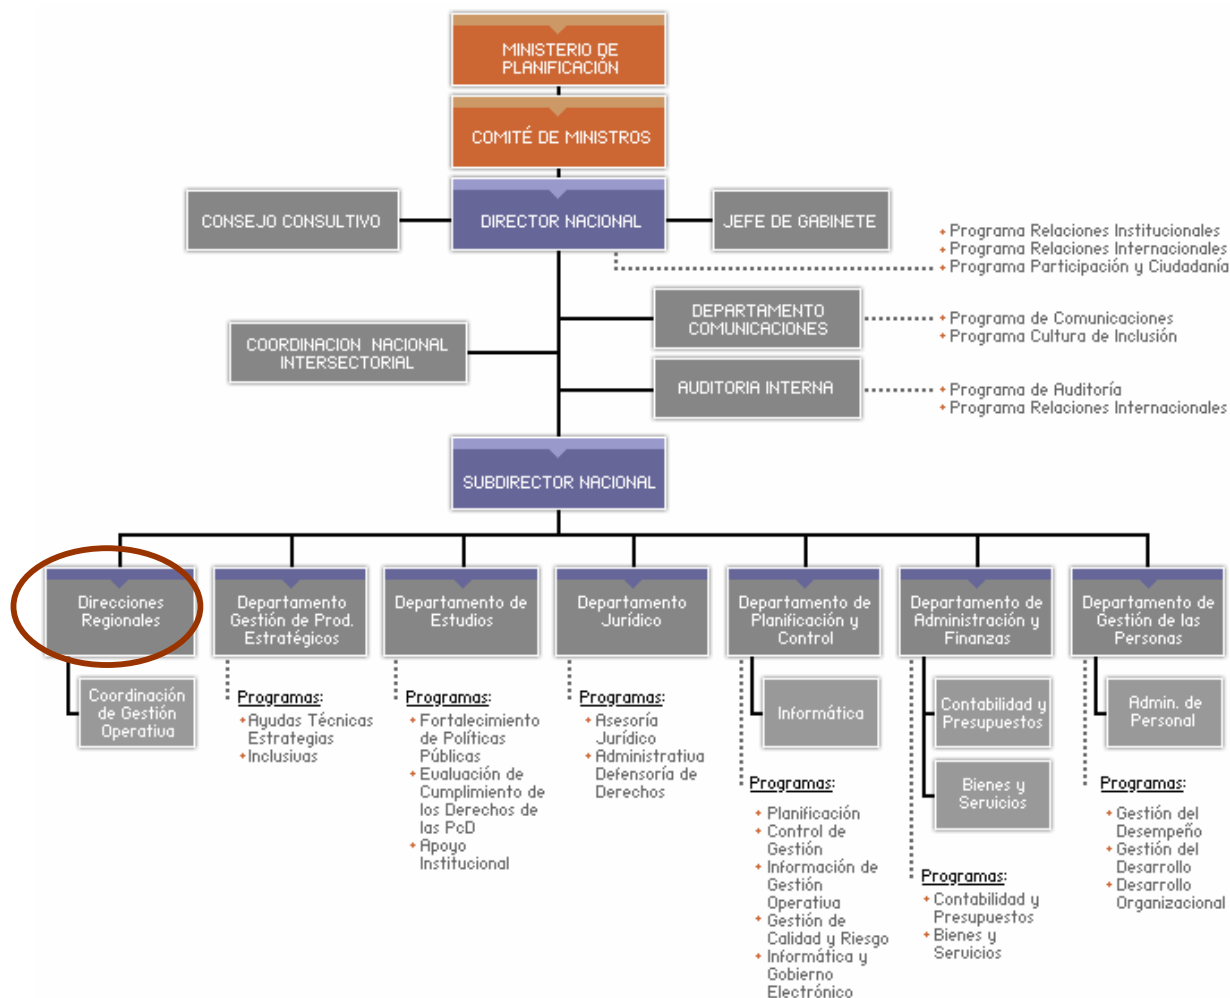 MINISTERIO DE
PLANIFICACIÓN
COMITÉ DE MINISTROS
CONSEJO CONSULTIVO
DIRECTOR NACIONAL
JEFE DE GABINETE
Programa Relaciones Institucionales
Programa Relaciones Internacionales
Programa Participación y Ciudadanía
DEPARTAMENTO
COMUNICACIONES
Programa de Comunicaciones
Programa Cultura de Inclusión
COORDINACION NACIONAL
INTERSECTORIAL
AUDITORIA INTERNA
Programa de Auditoría
Programa Relaciones Internacionales
SUBDIRECTOR NACIONAL
Direcciones
Regionales
Coordinación
de Gestión
Operativa
Departamento
Gestión de Prod.
Estratégicos
Programas:
Ayudas Técnicas
Estrategias
Inclusivas
Departamento de
Estudios
Programas:
Fortalecimiento
de Políticas
Públicas
Evaluación de
Cumplimiento de
los Derechos de
las PcD
Apoyo
Institucional
Departamento
Jurídico
Programas:
Asesoría
Jurídico
Administrativa
Defensoría de
Derechos
Departamento de
Planificación y
Control
Informática
Programas:
Planificación
Control de
Gestión
Información de
Gestión
Operativa
Gestión de
Calidad y Riesgo
Informática y
Gobierno
Electrónico
Departamento de
Administración y
Finanzas
Contabilidad y
Presupuestos
Bienes y
Servicios
Programas:
Contabilidad y
Presupuestos
Bienes y
Servicios
Departamento de
Gestión de las
Personas
Admin. de
Personal
Programas:
Gestión del
Desempeño
Gestión del
Desarrollo
Desarrollo
Organizacional